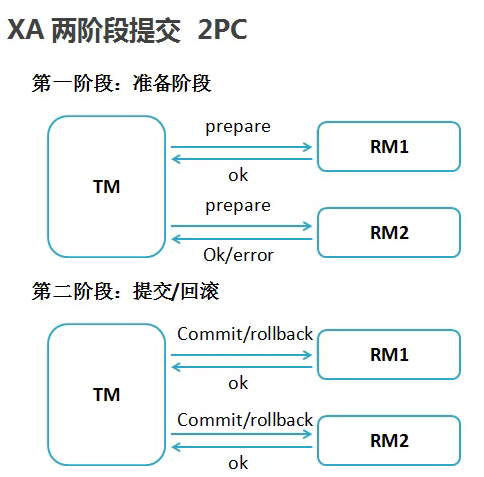 XA 两阶段提交 2PC
第一阶段：准备阶段
prepare
TM
RM1
ok
prepare
RM2
Ok/error
第二阶段：提交/回滚
Commit/rollback
TM
RM1
ok
Commit/rollback
RM2
ok